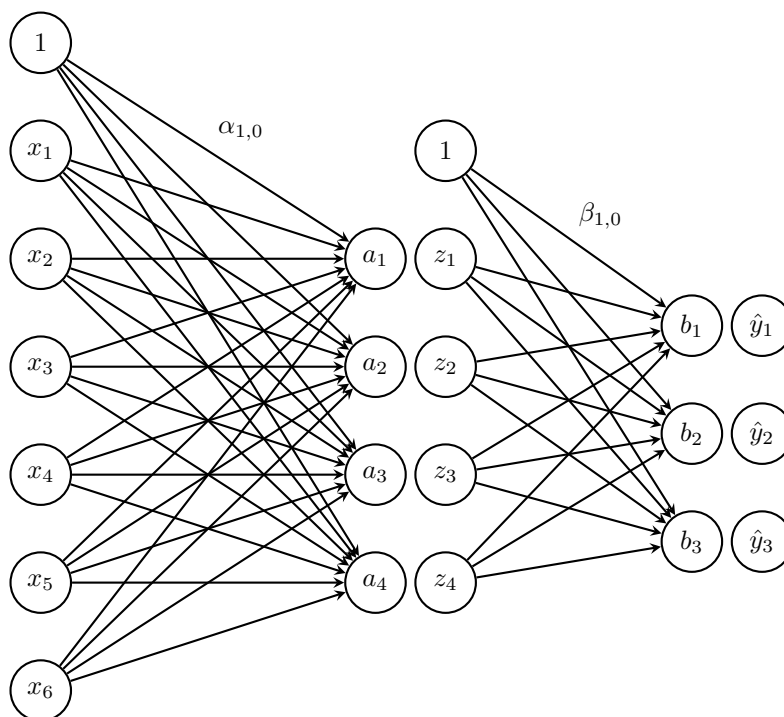 1
α_{1,0}
x_1
1
x_2
a_1
z_1
β_{1,0}
b_1
ŷ_1
x_3
a_2
z_2
b_2
ŷ_2
x_4
a_3
z_3
b_3
ŷ_3
x_5
a_4
z_4
x_6